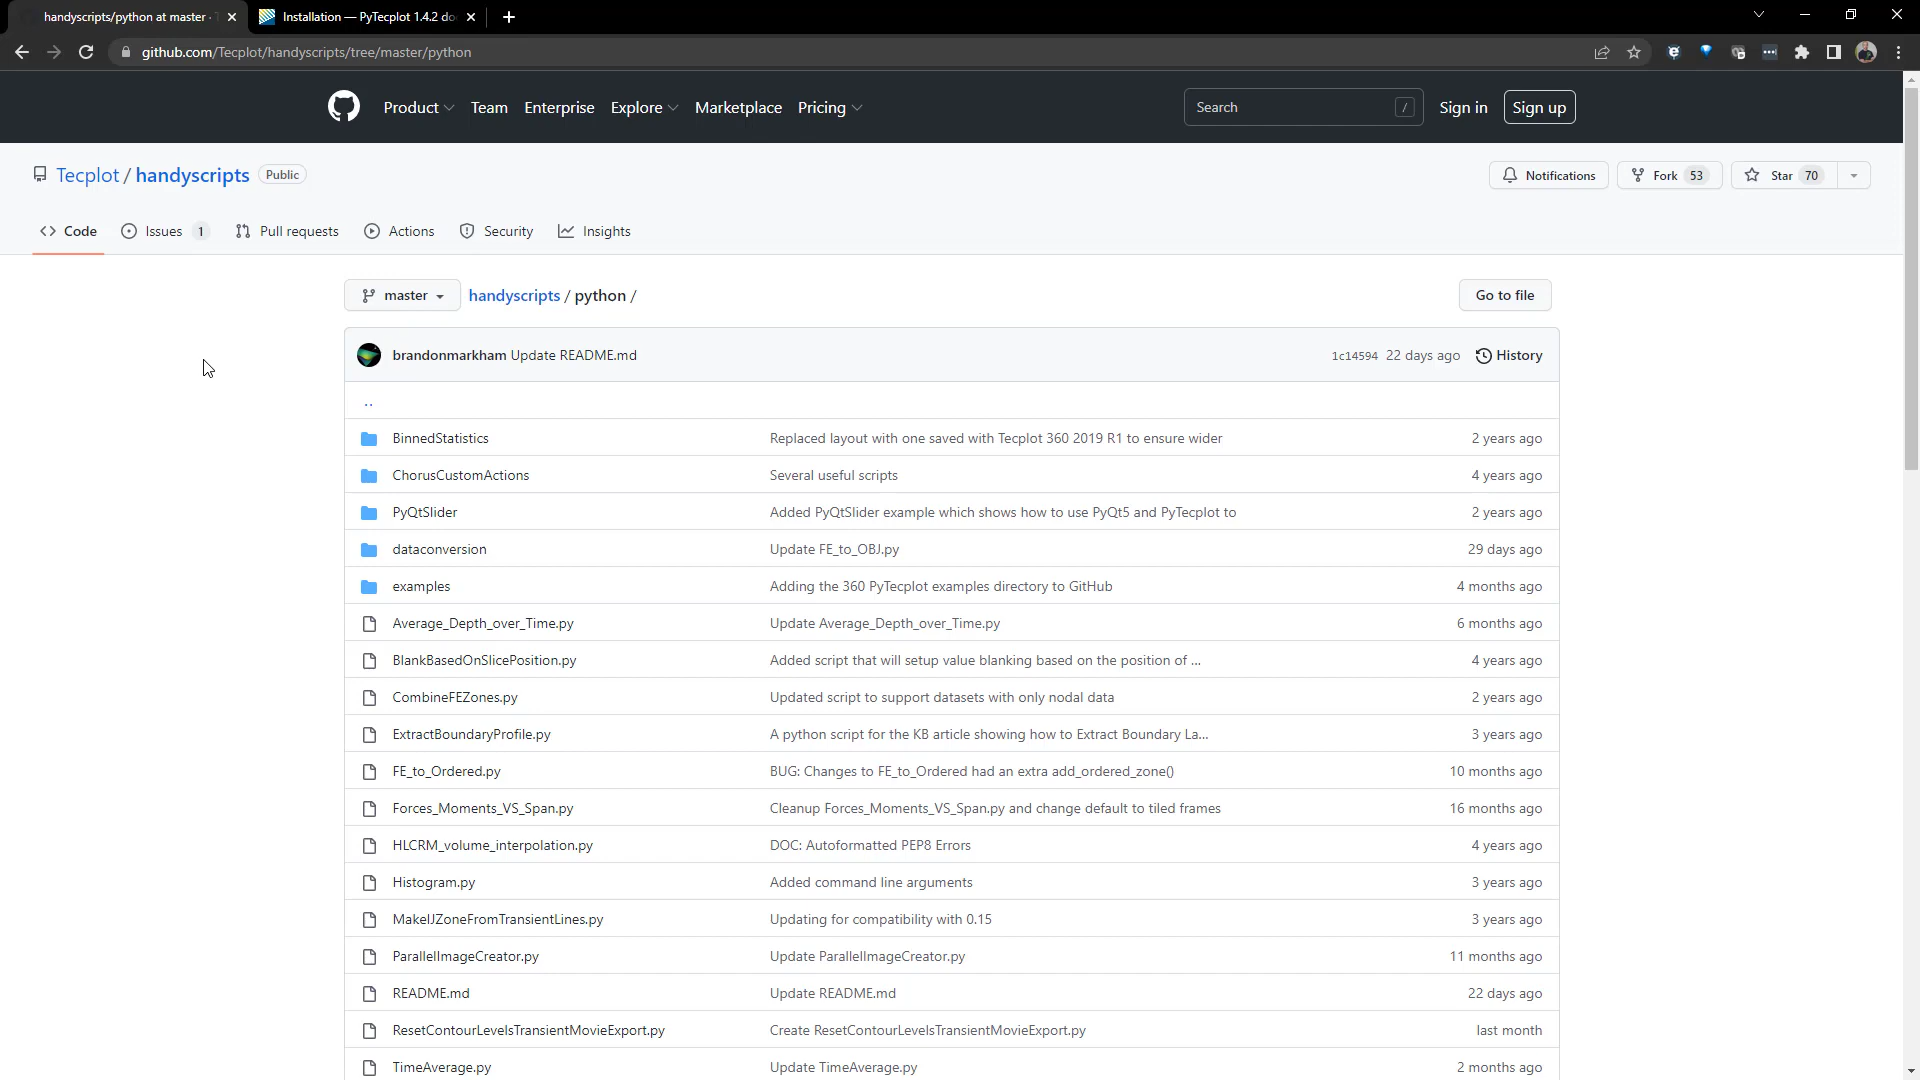 handyscripts/python at master ·
Installation — PyTecplot 1.4.2 do
github.com/Tecplot/handyscripts/tree/master/python
Product Team Enterprise Explore Marketplace Pricing Search / Sign in Sign up
Tecplot / handyscripts Public Notifications Fork 53 Star 70
<> Code Issues 1 Pull requests Actions Security Insights
master handyscripts / python / Go to file
brandonmarkham Update README.md 1c14594 22 days ago History
..
BinnedStatistics Replaced layout with one saved with Tecplot 360 2019 R1 to ensure wider 2 years ago
ChorusCustomActions Several useful scripts 4 years ago
PyQtSlider Added PyQtSlider example which shows how to use PyQt5 and PyTecplot to 2 years ago
dataconversion Update FE_to_OBJ.py 29 days ago
examples Adding the 360 PyTecplot examples directory to GitHub 4 months ago
Average_Depth_over_Time.py Update Average_Depth_over_Time.py 6 months ago
BlankBasedOnSlicePosition.py Added script that will setup value blanking based on the position of ... 4 years ago
CombineFEZones.py Updated script to support datasets with only nodal data 2 years ago
ExtractBoundaryProfile.py A python script for the KB article showing how to Extract Boundary La... 3 years ago
FE_to_Ordered.py BUG: Changes to FE_to_Ordered had an extra add_ordered_zone() 10 months ago
Forces_Moments_VS_Span.py Cleanup Forces_Moments_VS_Span.py and change default to tiled frames 16 months ago
HLCRM_volume_interpolation.py DOC: Autoformatted PEP8 Errors 4 years ago
Histogram.py Added command line arguments 3 years ago
MakeIJZoneFromTransientLines.py Updating for compatibility with 0.15 3 years ago
ParallelImageCreator.py Update ParallelImageCreator.py 11 months ago
README.md Update README.md 22 days ago
ResetContourLevelsTransientMovieExport.py Create ResetContourLevelsTransientMovieExport.py last month
TimeAverage.py Update TimeAverage.py 2 months ago